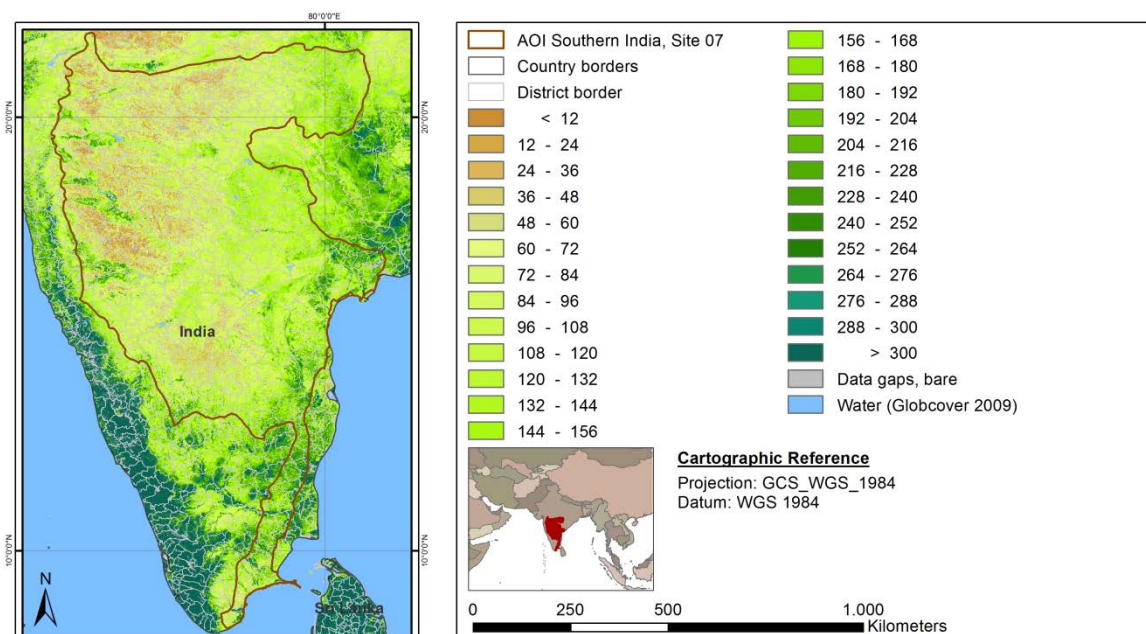 80°0'0"E
20°0'0"N
20°0'0"N
India
10°0'0"N
10°0'0"N
N
Sri Lanka
AOI Southern India, Site 07
Country borders
District border
< 12
12 - 24
24 - 36
36 - 48
48 - 60
60 - 72
72 - 84
84 - 96
96 - 108
108 - 120
120 - 132
132 - 144
144 - 156
156 - 168
168 - 180
180 - 192
192 - 204
204 - 216
216 - 228
228 - 240
240 - 252
252 - 264
264 - 276
276 - 288
288 - 300
> 300
Data gaps, bare
Water (Globcover 2009)
Cartographic Reference
Projection: GCS_WGS_1984
Datum: WGS 1984
0 250 500 1.000
Kilometers